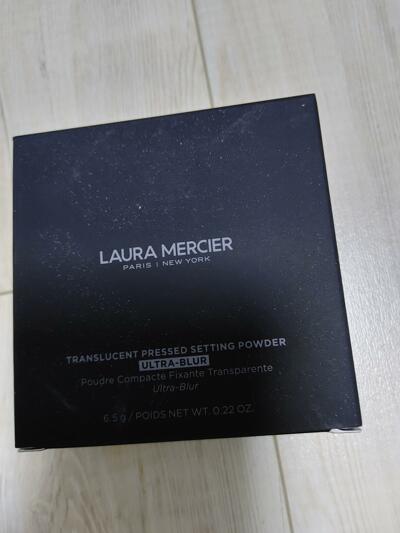 LAURA MERCIER
PARIS | NEW YORK
TRANSLUCENT PRESSED SETTING POWDER
ULTRA-BLUR
Poudre Compacte Fixante Transparente
Ultra-Blur
6.5 g / POIDS NET WT. 0.22 OZ.